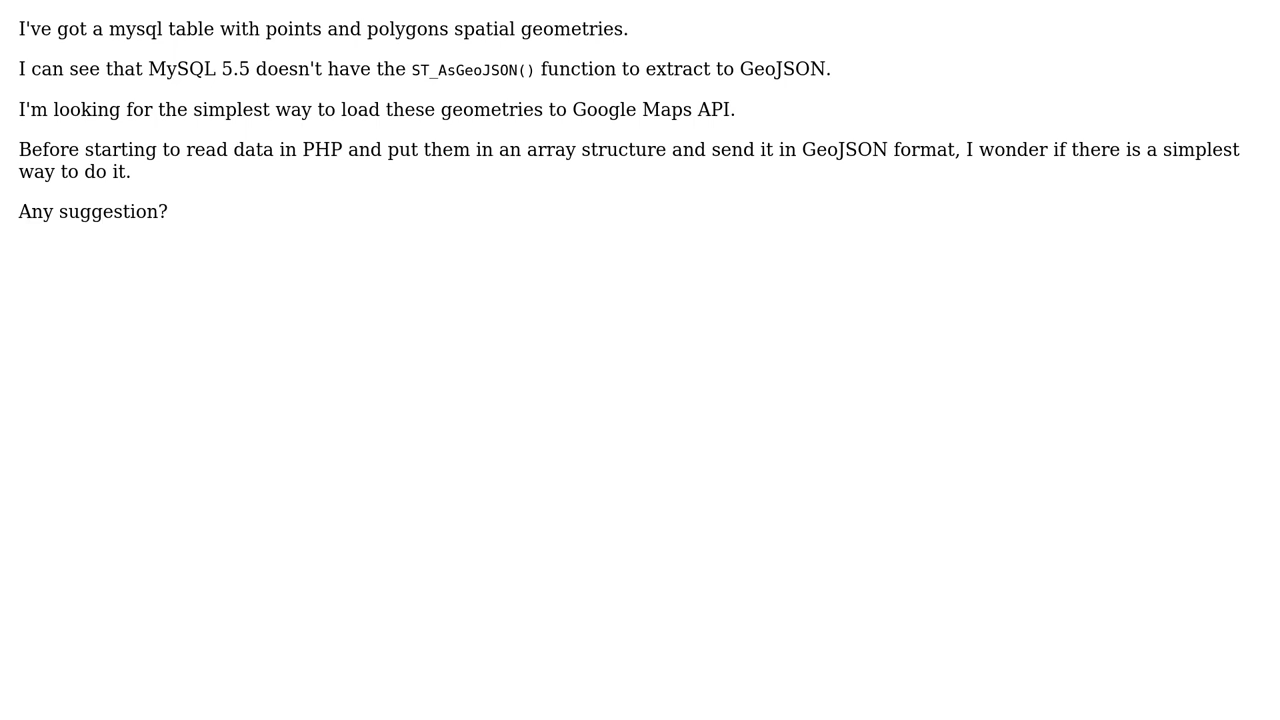 I've got a mysql table with points and polygons spatial geometries.
I can see that MySQL 5.5 doesn't have the ST_AsGeoJSON() function to extract to GeoJSON.
I'm looking for the simplest way to load these geometries to Google Maps API.
Before starting to read data in PHP and put them in an array structure and send it in GeoJSON format, I wonder if there is a simplest
way to do it.
Any suggestion?